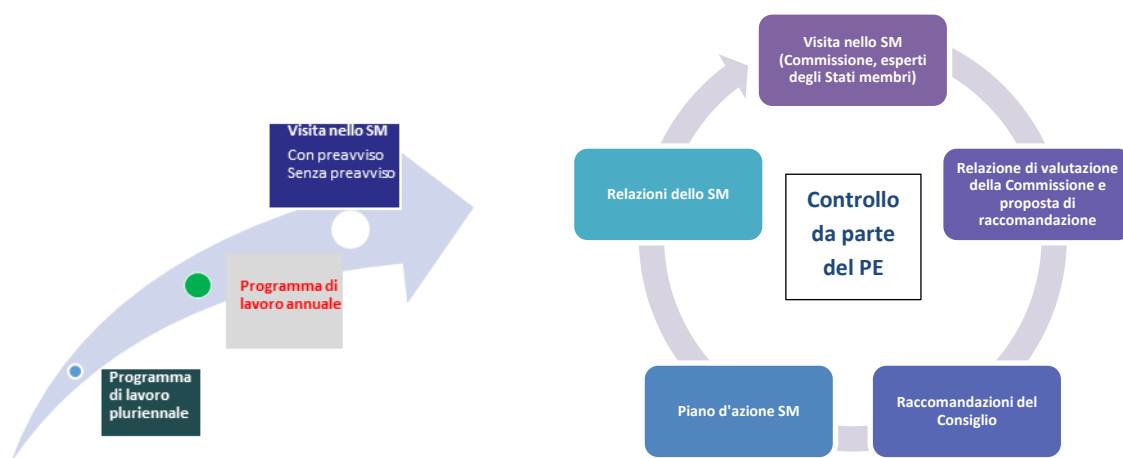 Visita nello SM
Con preavviso
Senza preavviso
Programma di
lavoro annuale
Programma
di lavoro
pluriennale
Visita nello SM
(Commissione, esperti
degli Stati membri)
Relazione di valutazione
della Commissione e
proposta di
raccomandazione
Raccomandazioni del
Consiglio
Piano d'azione SM
Relazioni dello SM
Controllo
da parte
del PE